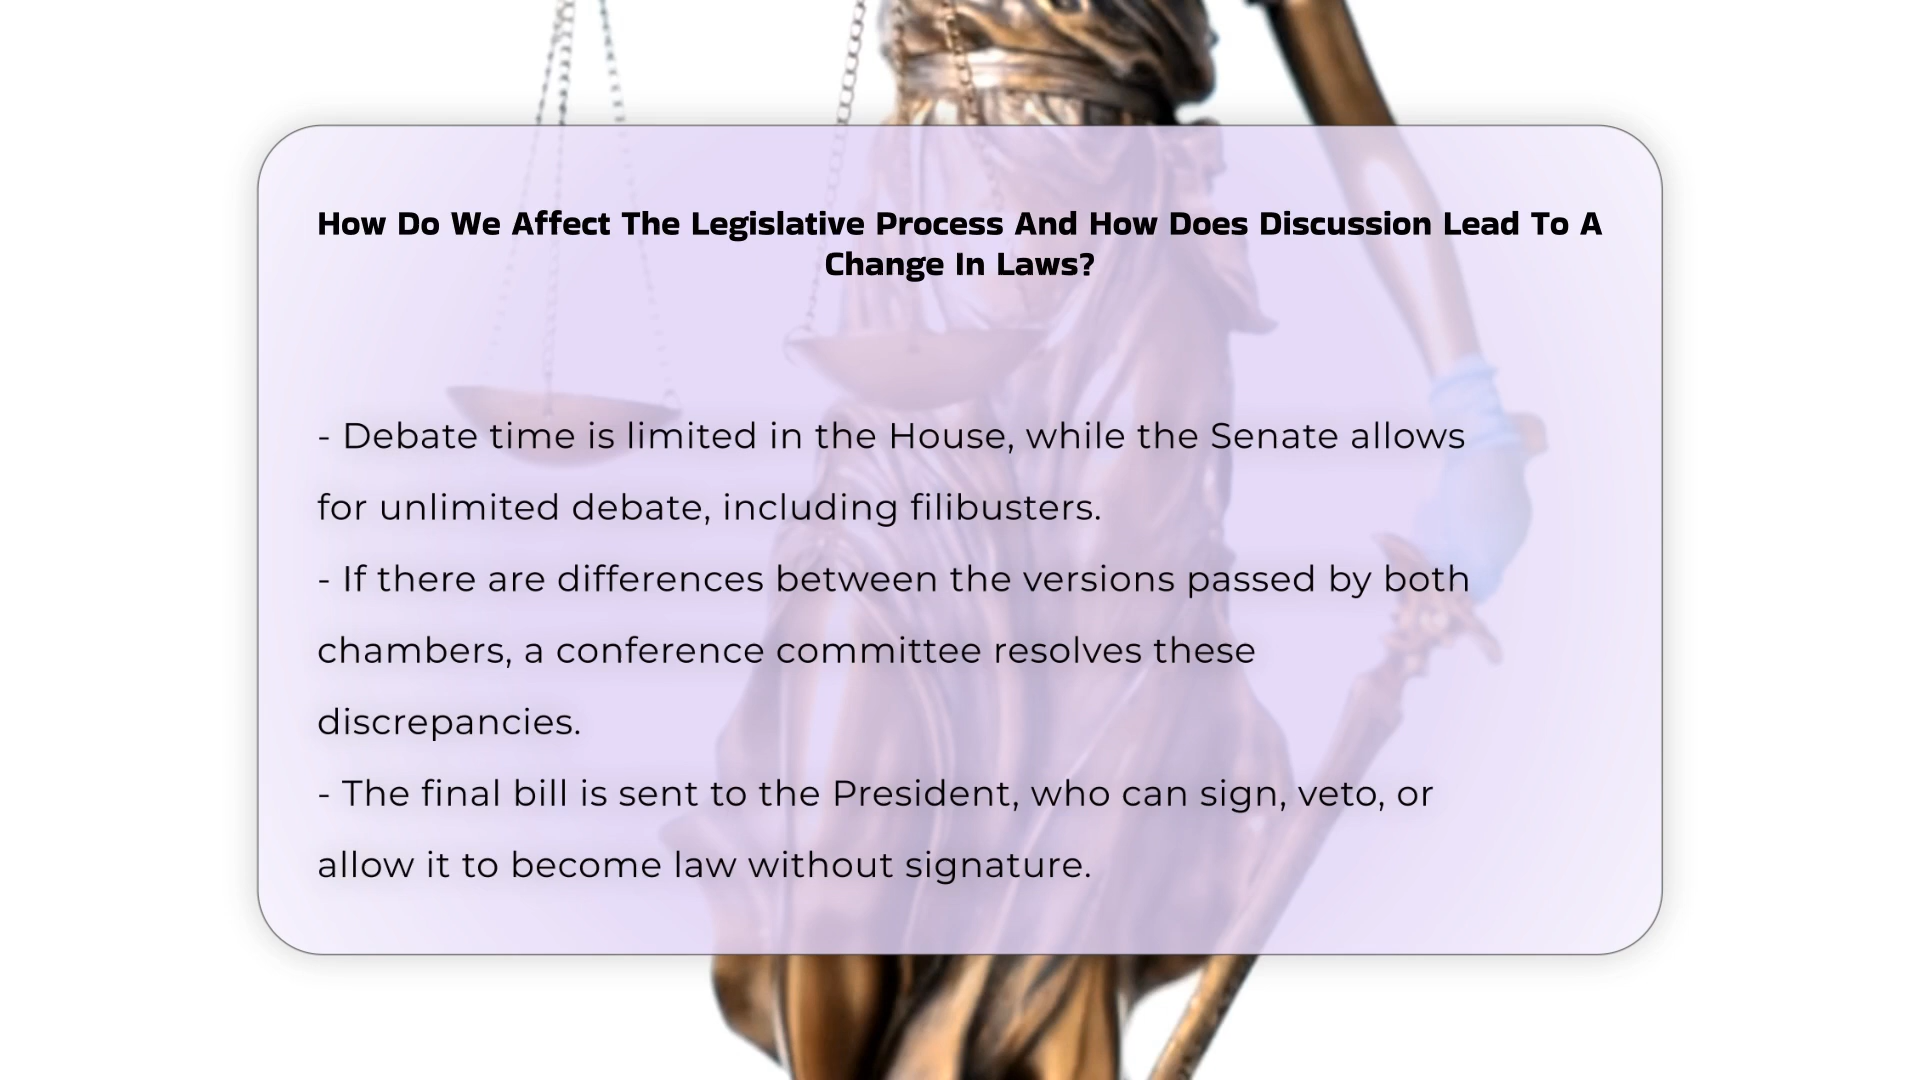 How Do We Affect The Legislative Process And How Does Discussion Lead To A
Change In Laws?
- Debate time is limited in the House, while the Senate allows
for unlimited debate, including filibusters.
- If there are differences between the versions passed by both
chambers, a conference committee resolves these
discrepancies.
- The final bill is sent to the President, who can sign, veto, or
allow it to become law without signature.